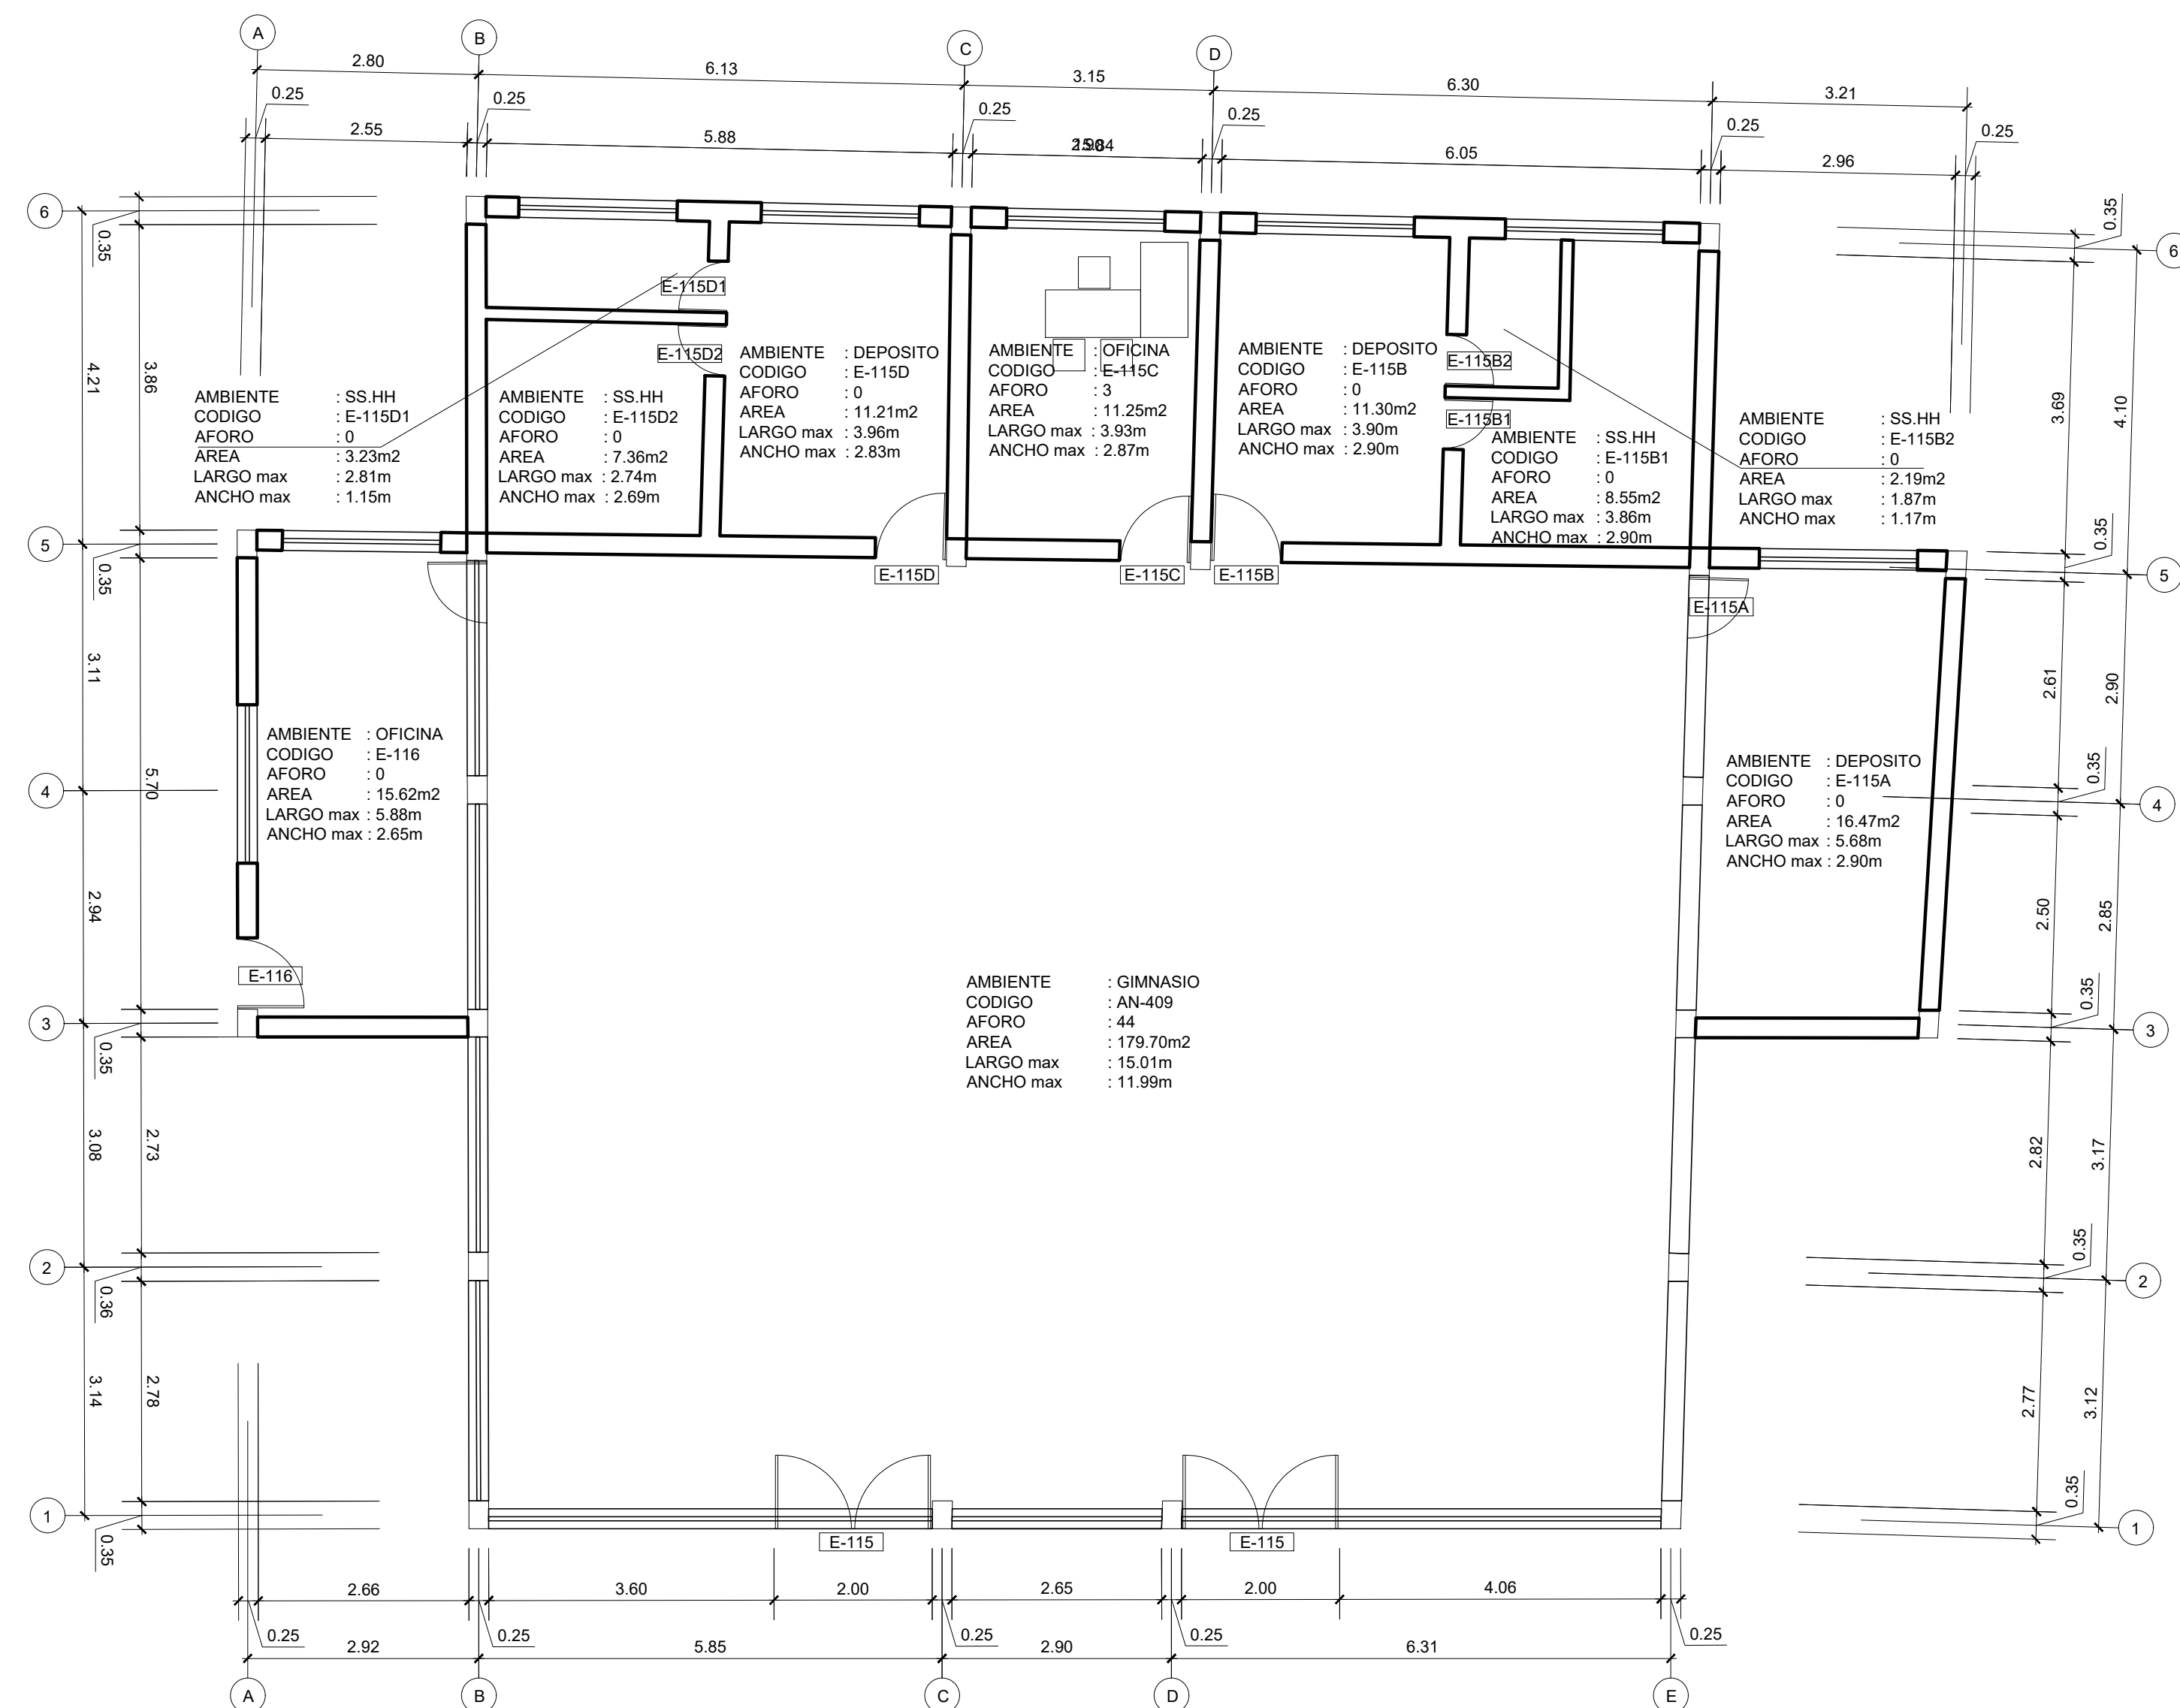 A
B
C
D
2.80
6.13
3.15
6.30
3.21
0.25
0.25
0.25
0.25
0.25
0.25
2.55
5.88
6.05
2.96
6
0.35
4.21
3.86
5
0.35
3.11
5.70
4
2.94
3
0.35
3.08
2.73
2
0.36
3.14
2.78
1
0.35
0.35
6
3.69
4.10
0.35
5
2.61
2.90
0.35
4
2.50
2.85
0.35
3
2.82
3.17
0.35
2
2.77
3.12
0.35
1
E-115D1
E-115D2
E-115B2
E-115B1
AMBIENTE : SS.HH
CODIGO : E-115D1
AFORO : 0
AREA : 3.23m2
LARGO max : 2.81m
ANCHO max : 1.15m
AMBIENTE : SS.HH
CODIGO : E-115D2
AFORO : 0
AREA : 7.36m2
LARGO max : 2.74m
ANCHO max : 2.69m
AMBIENTE : DEPOSITO
CODIGO : E-115D
AFORO : 0
AREA : 11.21m2
LARGO max : 3.96m
ANCHO max : 2.83m
AMBIENTE : OFICINA
CODIGO : E-115C
AFORO : 3
AREA : 11.25m2
LARGO max : 3.93m
ANCHO max : 2.87m
AMBIENTE : DEPOSITO
CODIGO : E-115B
AFORO : 0
AREA : 11.30m2
LARGO max : 3.90m
ANCHO max : 2.90m
AMBIENTE : SS.HH
CODIGO : E-115B1
AFORO : 0
AREA : 8.55m2
LARGO max : 3.86m
ANCHO max : 2.90m
AMBIENTE : SS.HH
CODIGO : E-115B2
AFORO : 0
AREA : 2.19m2
LARGO max : 1.87m
ANCHO max : 1.17m
E-115D
E-115C
E-115B
E-115A
AMBIENTE : OFICINA
CODIGO : E-116
AFORO : 0
AREA : 15.62m2
LARGO max : 5.88m
ANCHO max : 2.65m
AMBIENTE : DEPOSITO
CODIGO : E-115A
AFORO : 0
AREA : 16.47m2
LARGO max : 5.68m
ANCHO max : 2.90m
E-116
AMBIENTE : GIMNASIO
CODIGO : AN-409
AFORO : 44
AREA : 179.70m2
LARGO max : 15.01m
ANCHO max : 11.99m
E-115
E-115
2.66
3.60
2.00
2.65
2.00
4.06
0.25
0.25
0.25
0.25
0.25
2.92
5.85
2.90
6.31
A
B
C
D
E